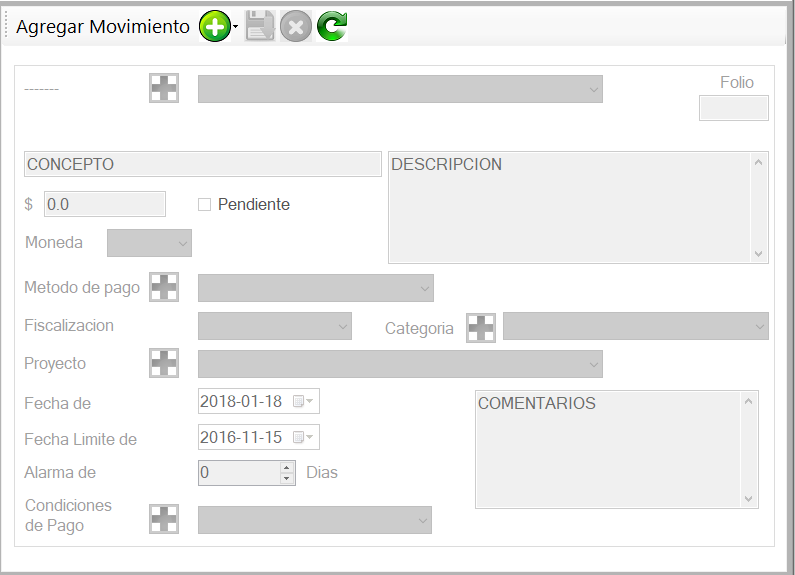 Agregar Movimiento
-------
Folio
CONCEPTO
DESCRIPCION
$ 0.0
Pendiente
Moneda
Metodo de pago
Fiscalizacion
Categoria
Proyecto
Fecha de
2018-01-18
COMENTARIOS
Fecha Limite de
2016-11-15
Alarma de
0
Dias
Condiciones
de Pago